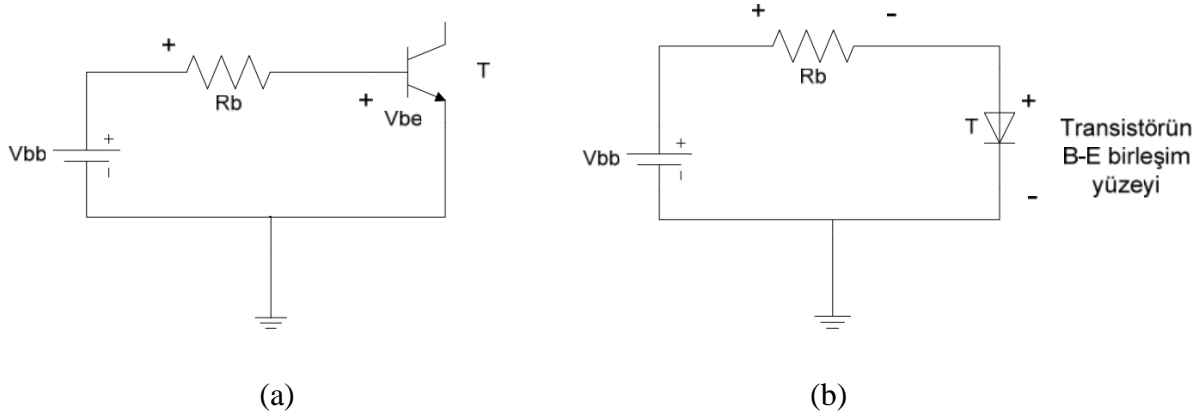 +
Rb
+
Vbe
T
Vbb
+
-
(a)
+
-
Rb
Vbb
+
-
T
+
-
Transistörün
B-E birleşim
yüzeyi
(b)